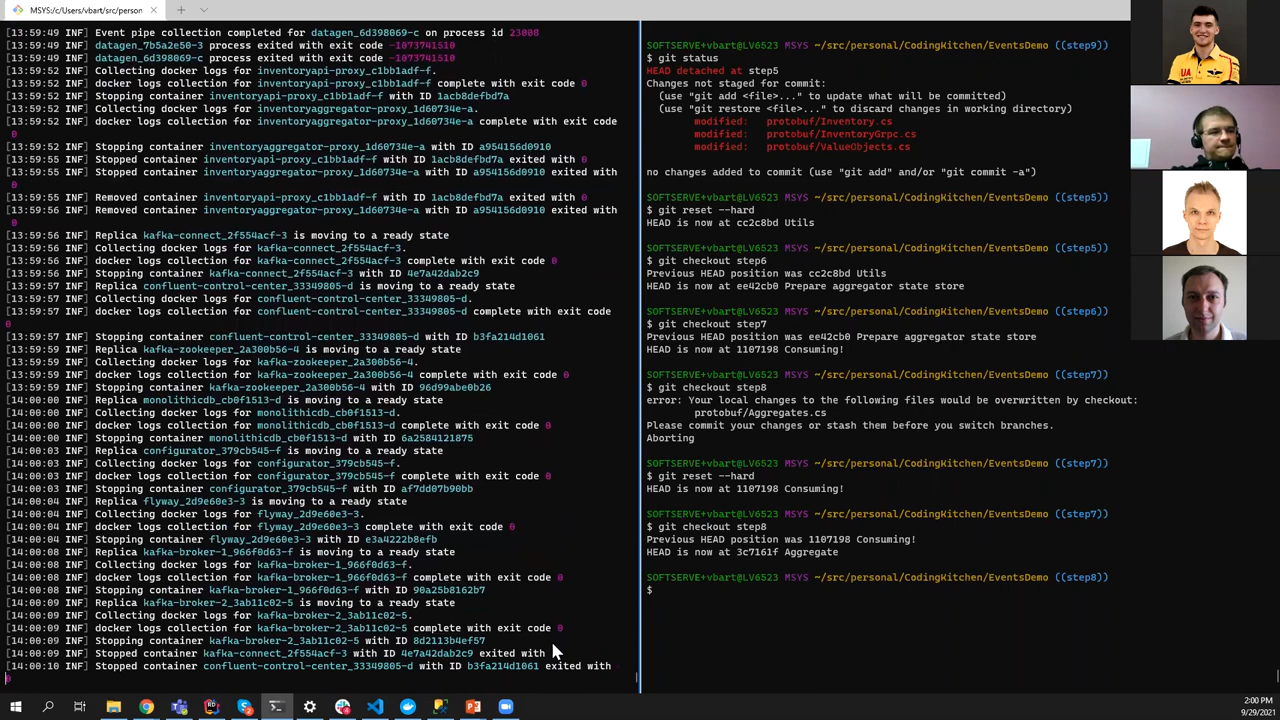 MSYS:/c/Users/vbart/src/person
[13:59:49 INF] Event pipe collection completed for datagen_6d398069-c on process id 23008
[13:59:49 INF] datagen_7b5a2e50-3 process exited with exit code -1073741510
[13:59:49 INF] datagen_6d398069-c process exited with exit code -1073741510
[13:59:52 INF] Collecting docker logs for inventoryapi-proxy_c1bb1adf-f.
[13:59:52 INF] docker logs collection for inventoryapi-proxy_c1bb1adf-f complete with exit code 0
[13:59:52 INF] Stopping container inventoryapi-proxy_c1bb1adf-f with ID 1acb8defbd7a
[13:59:52 INF] Collecting docker logs for inventoryaggregator-proxy_1d60734e-a.
[13:59:52 INF] docker logs collection for inventoryaggregator-proxy_1d60734e-a complete with exit code
0
[13:59:52 INF] Stopping container inventoryaggregator-proxy_1d60734e-a with ID a954156d0910
[13:59:55 INF] Stopped container inventoryapi-proxy_c1bb1adf-f with ID 1acb8defbd7a exited with 0
[13:59:55 INF] Stopped container inventoryaggregator-proxy_1d60734e-a with ID a954156d0910 exited with
0
[13:59:55 INF] Removed container inventoryapi-proxy_c1bb1adf-f with ID 1acb8defbd7a exited with 0
[13:59:56 INF] Removed container inventoryaggregator-proxy_1d60734e-a with ID a954156d0910 exited with
0
[13:59:56 INF] Replica kafka-connect_2f554acf-3 is moving to a ready state
[13:59:56 INF] Collecting docker logs for kafka-connect_2f554acf-3.
[13:59:56 INF] docker logs collection for kafka-connect_2f554acf-3 complete with exit code 0
[13:59:56 INF] Stopping container kafka-connect_2f554acf-3 with ID 4e7a42dab2c9
[13:59:57 INF] Replica confluent-control-center_33349805-d is moving to a ready state
[13:59:57 INF] Collecting docker logs for confluent-control-center_33349805-d.
[13:59:57 INF] docker logs collection for confluent-control-center_33349805-d complete with exit code
0
[13:59:57 INF] Stopping container confluent-control-center_33349805-d with ID b3fa214d1061
[13:59:59 INF] Replica kafka-zookeeper_2a300b56-4 is moving to a ready state
[13:59:59 INF] Collecting docker logs for kafka-zookeeper_2a300b56-4.
[13:59:59 INF] docker logs collection for kafka-zookeeper_2a300b56-4 complete with exit code 0
[13:59:59 INF] Stopping container kafka-zookeeper_2a300b56-4 with ID 96d99abe0b26
[14:00:01 INF] Replica monolithicdb_cb0f1513-d is moving to a ready state
[14:00:01 INF] Collecting docker logs for monolithicdb_cb0f1513-d.
[14:00:01 INF] docker logs collection for monolithicdb_cb0f1513-d complete with exit code 0
[14:00:01 INF] Stopping container monolithicdb_cb0f1513-d with ID 6a2584121875
[14:00:03 INF] Replica configurator_379cb545-f is moving to a ready state
[14:00:03 INF] Collecting docker logs for configurator_379cb545-f.
[14:00:03 INF] docker logs collection for configurator_379cb545-f complete with exit code 0
[14:00:03 INF] Stopping container configurator_379cb545-f with ID af7dd07b90bb
[14:00:04 INF] Replica flyway_2d9e60e3-3 is moving to a ready state
[14:00:04 INF] Collecting docker logs for flyway_2d9e60e3-3.
[14:00:04 INF] docker logs collection for flyway_2d9e60e3-3 complete with exit code 0
[14:00:04 INF] Stopping container flyway_2d9e60e3-3 with ID e3a4222b8efb
[14:00:08 INF] Replica kafka-broker-1_966f0d63-f is moving to a ready state
[14:00:08 INF] Collecting docker logs for kafka-broker-1_966f0d63-f.
[14:00:08 INF] docker logs collection for kafka-broker-1_966f0d63-f complete with exit code 0
[14:00:08 INF] Stopping container kafka-broker-1_966f0d63-f with ID 90a25b8162b7
[14:00:09 INF] Replica kafka-broker-2_3ab11c02-5 is moving to a ready state
[14:00:09 INF] Collecting docker logs for kafka-broker-2_3ab11c02-5.
[14:00:09 INF] docker logs collection for kafka-broker-2_3ab11c02-5 complete with exit code 0
[14:00:09 INF] Stopping container kafka-broker-2_3ab11c02-5 with ID 8d2113b4ef57
[14:00:09 INF] Stopped container kafka-connect_2f554acf-3 with ID 4e7a42dab2c9 exited with
[14:00:10 INF] Stopped container confluent-control-center_33349805-d with ID b3fa214d1061 exited with
0
SOFTSERVE+vbart@LV6523 MSYS ~/src/personal/CodingKitchen/EventsDemo ((step9))
$ git status
HEAD detached at step5
Changes not staged for commit:
(use "git add <file>..." to update what will be committed)
(use "git restore <file>..." to discard changes in working directory)
modified: protobuf/Inventory.cs
modified: protobuf/InventoryGrpc.cs
modified: protobuf/ValueObjects.cs
no changes added to commit (use "git add" and/or "git commit -a")
SOFTSERVE+vbart@LV6523 MSYS ~/src/personal/CodingKitchen/EventsDemo ((step5))
$ git reset --hard
HEAD is now at cc2c8bd Utils
SOFTSERVE+vbart@LV6523 MSYS ~/src/personal/CodingKitchen/EventsDemo ((step5))
$ git checkout step6
Previous HEAD position was cc2c8bd Utils
HEAD is now at ee42cb0 Prepare aggregator state store
SOFTSERVE+vbart@LV6523 MSYS ~/src/personal/CodingKitchen/EventsDemo ((step6))
$ git checkout step7
Previous HEAD position was ee42cb0 Prepare aggregator state store
HEAD is now at 1107198 Consuming!
SOFTSERVE+vbart@LV6523 MSYS ~/src/personal/CodingKitchen/EventsDemo ((step7))
$ git checkout step8
error: Your local changes to the following files would be overwritten by checkout:
protobuf/Aggregates.cs
Please commit your changes or stash them before you switch branches.
Aborting
SOFTSERVE+vbart@LV6523 MSYS ~/src/personal/CodingKitchen/EventsDemo ((step7))
$ git reset --hard
HEAD is now at 1107198 Consuming!
SOFTSERVE+vbart@LV6523 MSYS ~/src/personal/CodingKitchen/EventsDemo ((step7))
$ git checkout step8
Previous HEAD position was 1107198 Consuming!
HEAD is now at 3c7161f Aggregate
SOFTSERVE+vbart@LV6523 MSYS ~/src/personal/CodingKitchen/EventsDemo ((step8))
$
UA
2:00 PM
9/29/2021